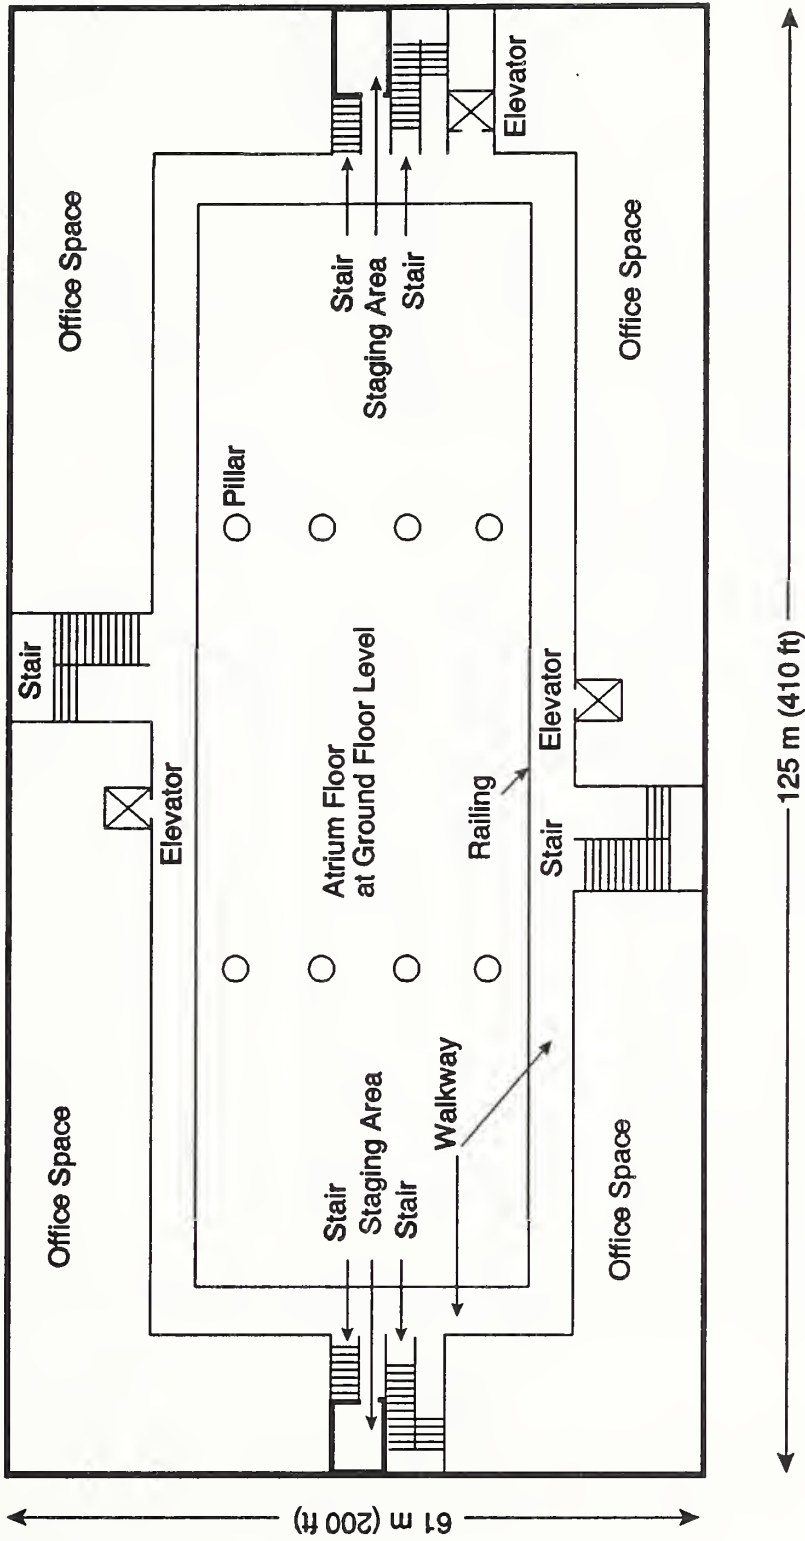 Office Space
Elevator
Stair
Staging Area
Stair
Office Space
Pillar
Stair
Elevator
Atrium Floor
at Ground Floor Level
Elevator
Railing
Stair
Office Space
Stair
Staging Area
Stair
Walkway
Office Space
61 m (200 ft)
125 m (410 ft)